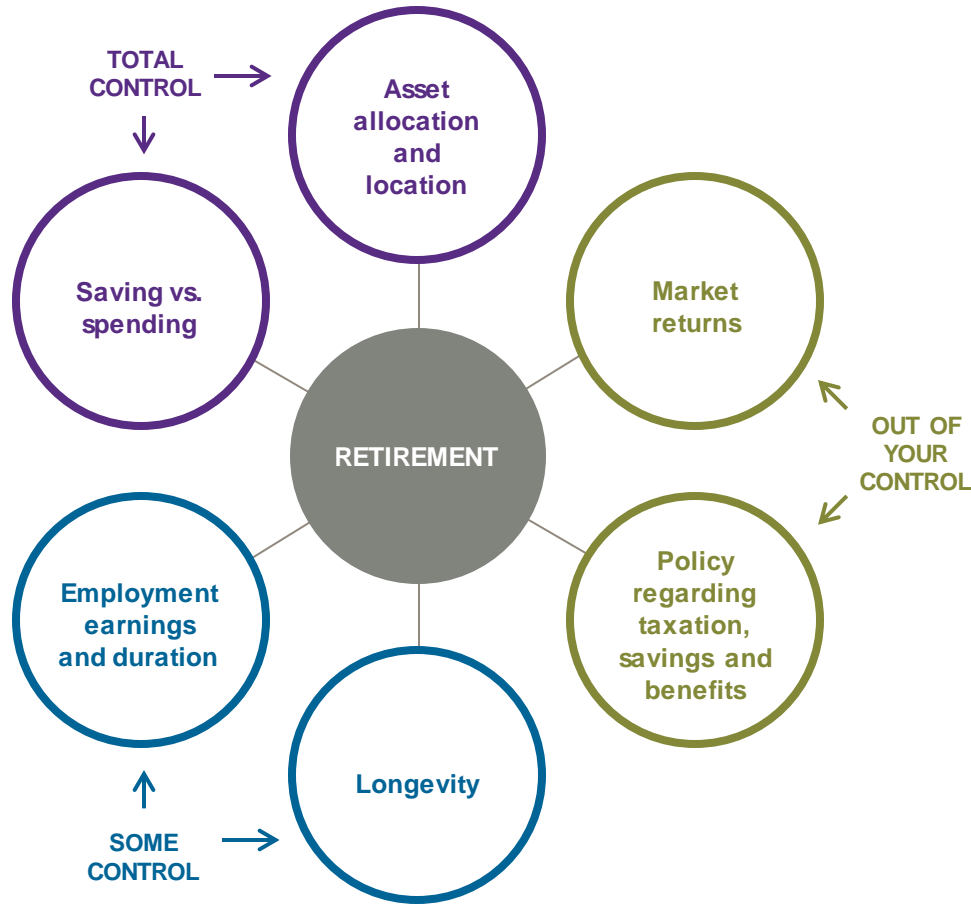 TOTAL
CONTROL
Asset
allocation
and
location
Saving vs.
spending
Market
returns
RETIREMENT
OUT OF
YOUR
CONTROL
Employment
earnings
and duration
Policy
regarding
taxation,
savings and
benefits
Longevity
SOME
CONTROL